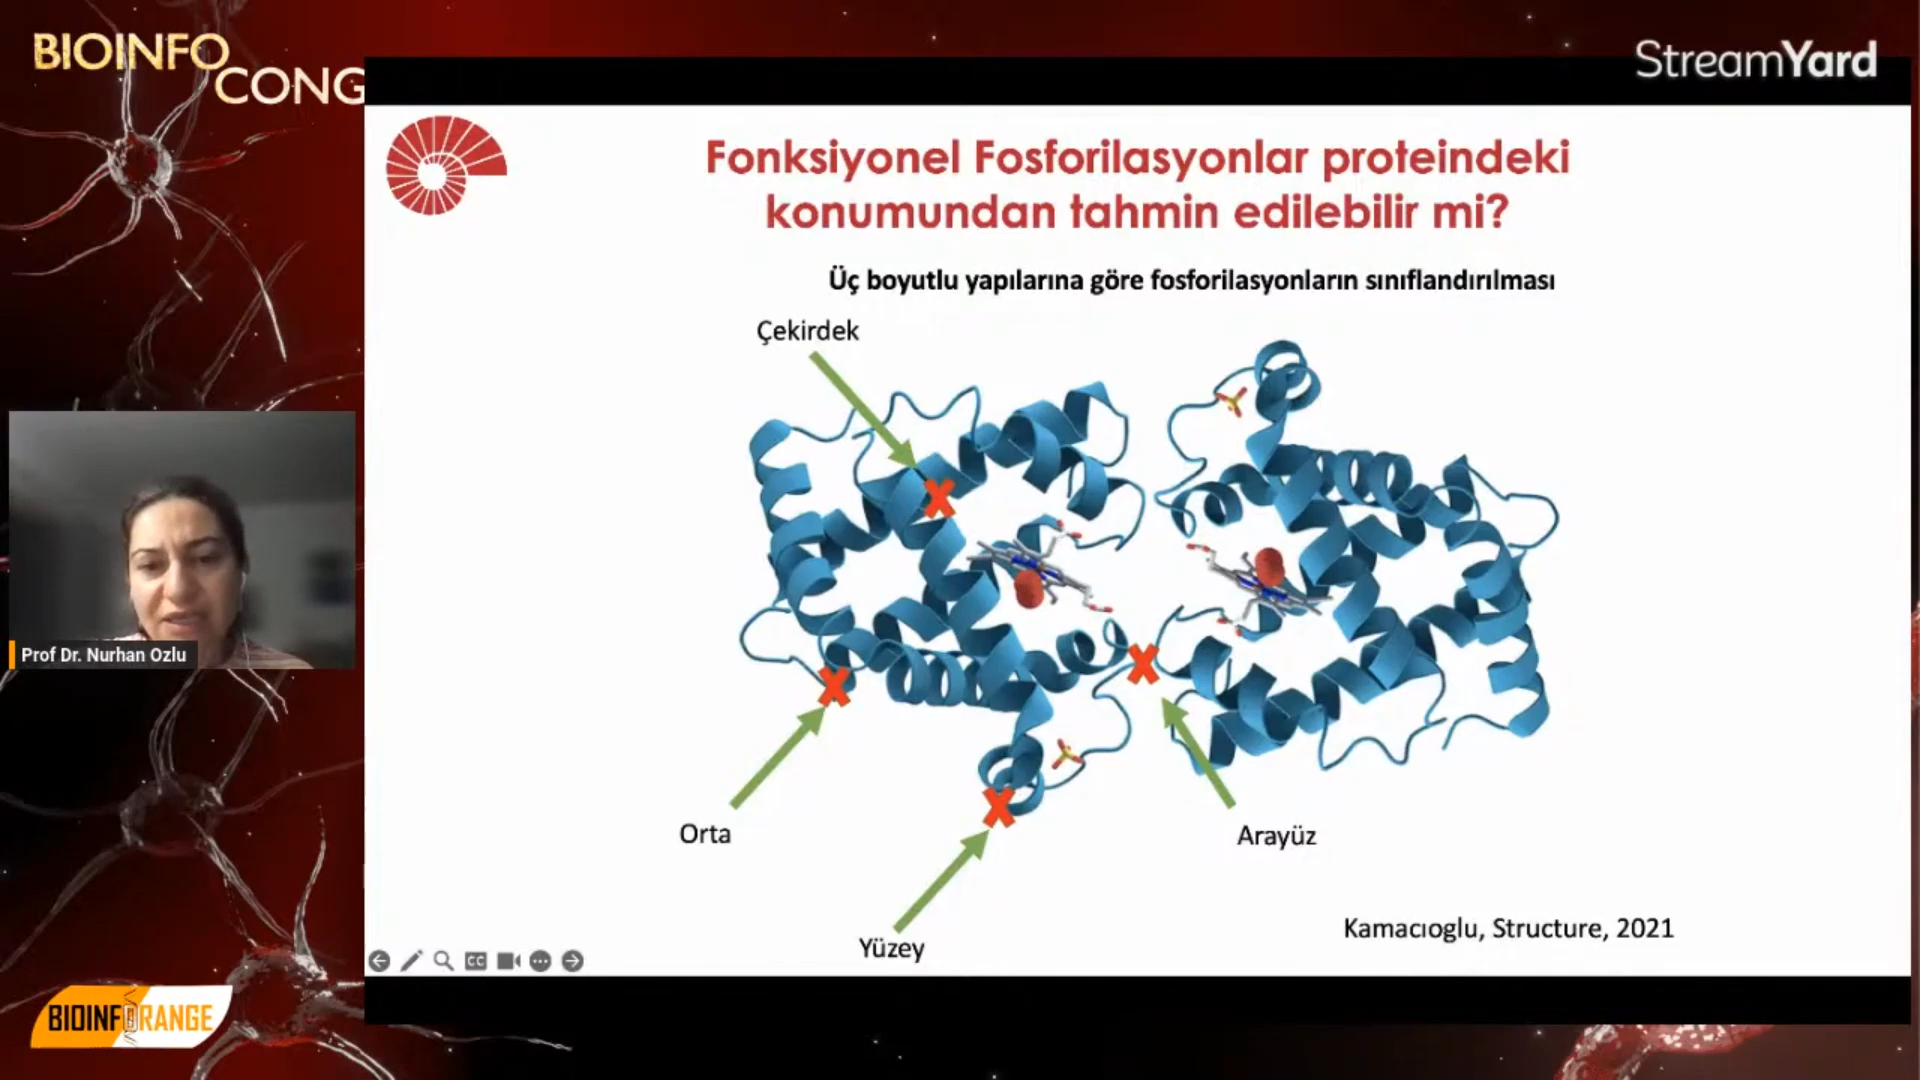 BIOINFO
CONG
StreamYard
Fonksiyonel Fosforilasyonlar proteindeki
konumundan tahmin edilebilir mi?
Üç boyutlu yapılarına göre fosforilasyonların sınıflandırılması
Çekirdek
Orta
Yüzey
Arayüz
Kamacıoglu, Structure, 2021
CC
Prof Dr. Nurhan Ozlu
BIOINFORANGE